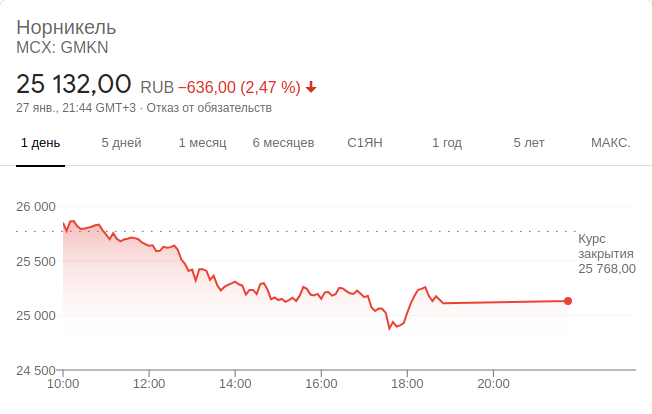 Норникель
MCX: GMKN
25 132,00 RUB −636,00 (2,47 %)
27 янв., 21:44 GMT+3 · Отказ от обязательств
1 день 5 дней 1 месяц 6 месяцев С1ЯН 1 год 5 лет МАКС.
26 000
Курс
закрытия
25 768,00
25 500
25 000
24 500
10:00 12:00 14:00 16:00 18:00 20:00